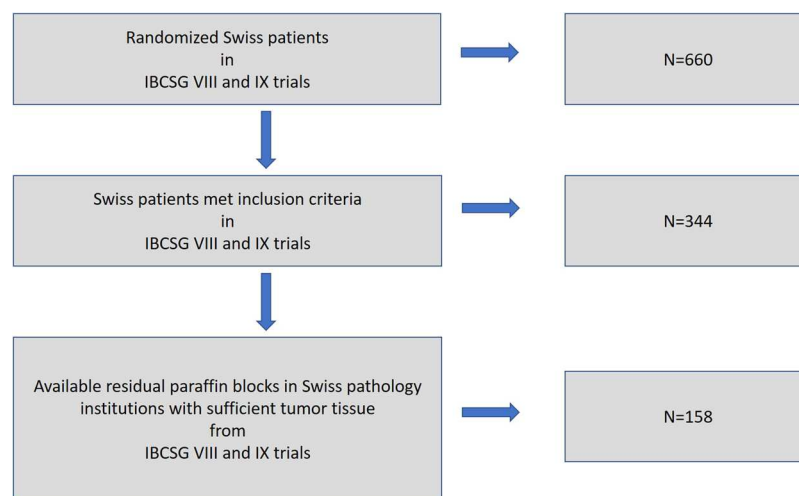 Randomized Swiss patients
in
IBCSG VIII and IX trials
N=660
Swiss patients met inclusion criteria
in
IBCSG VIII and IX trials
N=344
Available residual paraffin blocks in Swiss pathology
institutions with sufficient tumor tissue
from
IBCSG VIII and IX trials
N=158